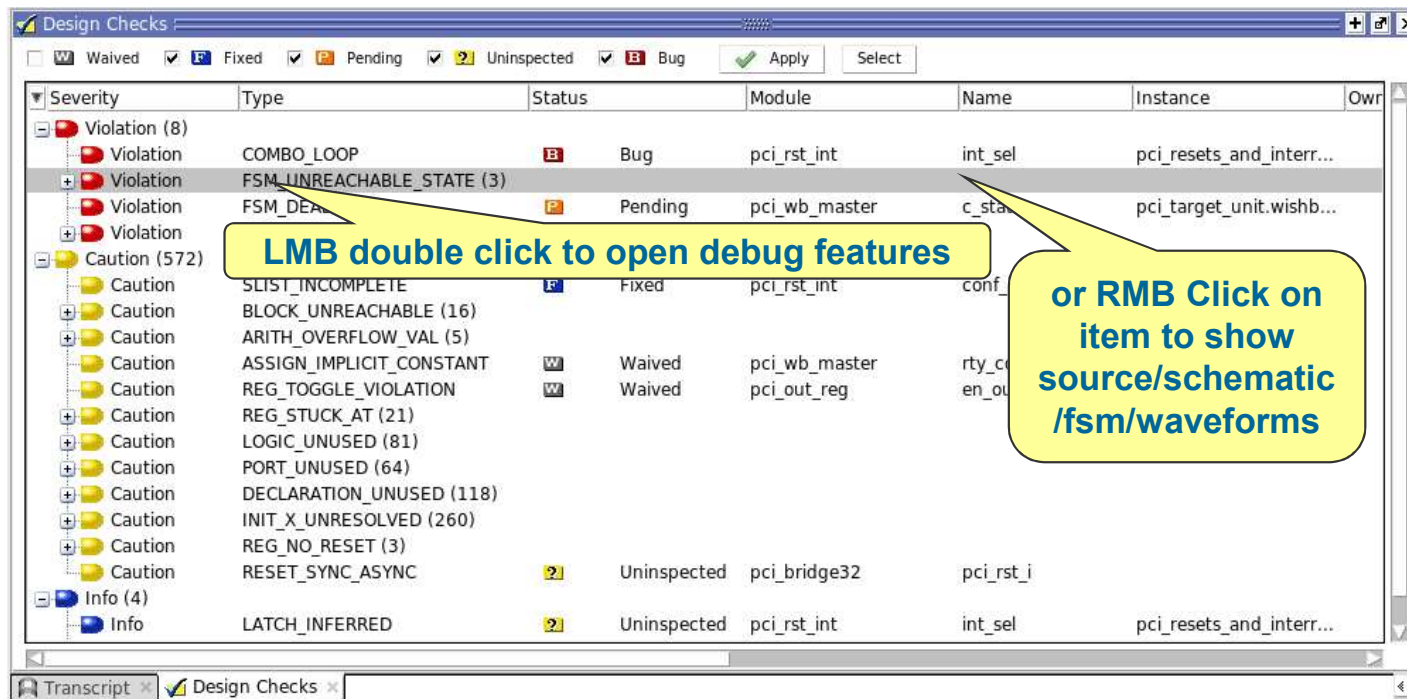 Design Checks
W Waived F Fixed P Pending ? Uninspected B Bug Apply Select
Severity Type Status Module Name Instance Owr
Violation (8)
Violation COMBO_LOOP B Bug pci_rst_int int_sel pci_resets_and_interr...
Violation FSM_UNREACHABLE_STATE (3)
Violation P Pending pci_wb_master pci_target_unit.wishb...
Violation
LMB double click to open debug features
Caution (572)
Caution SLIST_INCOMPLETE F Fixed pci_rst_int
Caution BLOCK_UNREACHABLE (16)
Caution ARITH_OVERFLOW_VAL (5)
Caution ASSIGN_IMPLICIT_CONSTANT W Waived pci_wb_master
Caution REG_TOGGLE_VIOLATION W Waived pci_out_reg
Caution REG_STUCK_AT (21)
Caution LOGIC_UNUSED (81)
Caution PORT_UNUSED (64)
Caution DECLARATION_UNUSED (118)
Caution INIT_X_UNRESOLVED (260)
Caution REG_NO_RESET (3)
Caution RESET_SYNC_ASYNC ? Uninspected pci_bridge32 pci_rst_i
or RMB Click on
item to show
source/schematic
/fsm/waveforms
Info (4)
Info LATCH_INFERRED ? Uninspected pci_rst_int int_sel pci_resets_and_interr...
Transcript Design Checks